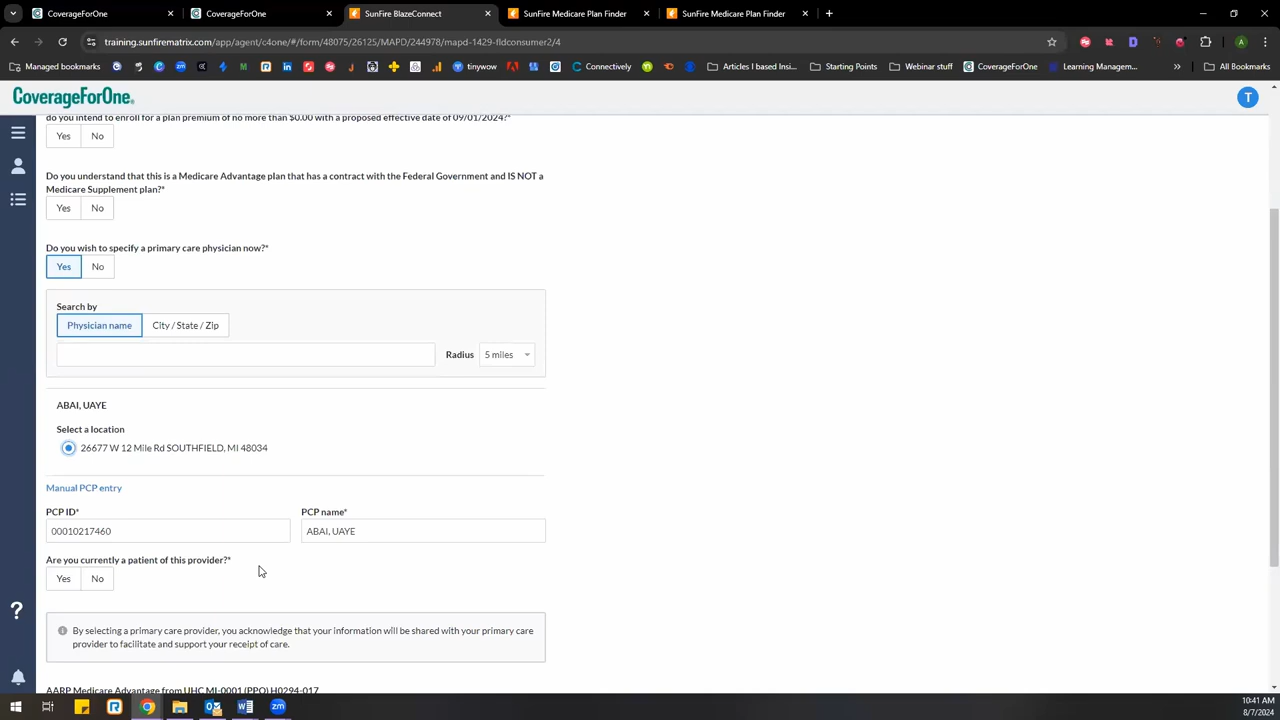 CoverageForOne
CoverageForOne
SunFire BlazeConnect
SunFire Medicare Plan Finder
SunFire Medicare Plan Finder
training.sunfirematrix.com/app/agent/c4one/#/form/48075/26125/MAPD/244978/mapd-1429-fldconsumer2/4
A
Managed bookmarks
tinywow
Connectively
Articles I based Insi...
Starting Points
Webinar stuff
CoverageForOne
Learning Managem...
All Bookmarks
CoverageForOne
T
do you intend to enroll for a plan premium of no more than $0.00 with a proposed effective date of 09/01/2024?*
Yes No
Do you understand that this is a Medicare Advantage plan that has a contract with the Federal Government and IS NOT a
Medicare Supplement plan?*
Yes No
Do you wish to specify a primary care physician now?*
Yes No
Search by
Physician name City / State / Zip
Radius 5 miles
ABAI, UAYE
Select a location
26677 W 12 Mile Rd SOUTHFIELD, MI 48034
Manual PCP entry
PCP ID* PCP name*
00010217460 ABAI, UAYE
Are you currently a patient of this provider?*
Yes No
By selecting a primary care provider, you acknowledge that your information will be shared with your primary care
provider to facilitate and support your receipt of care.
AARP Medicare Advantage from UHC MI-0001 (PPO) H0294-017
10:41 AM
8/7/2024